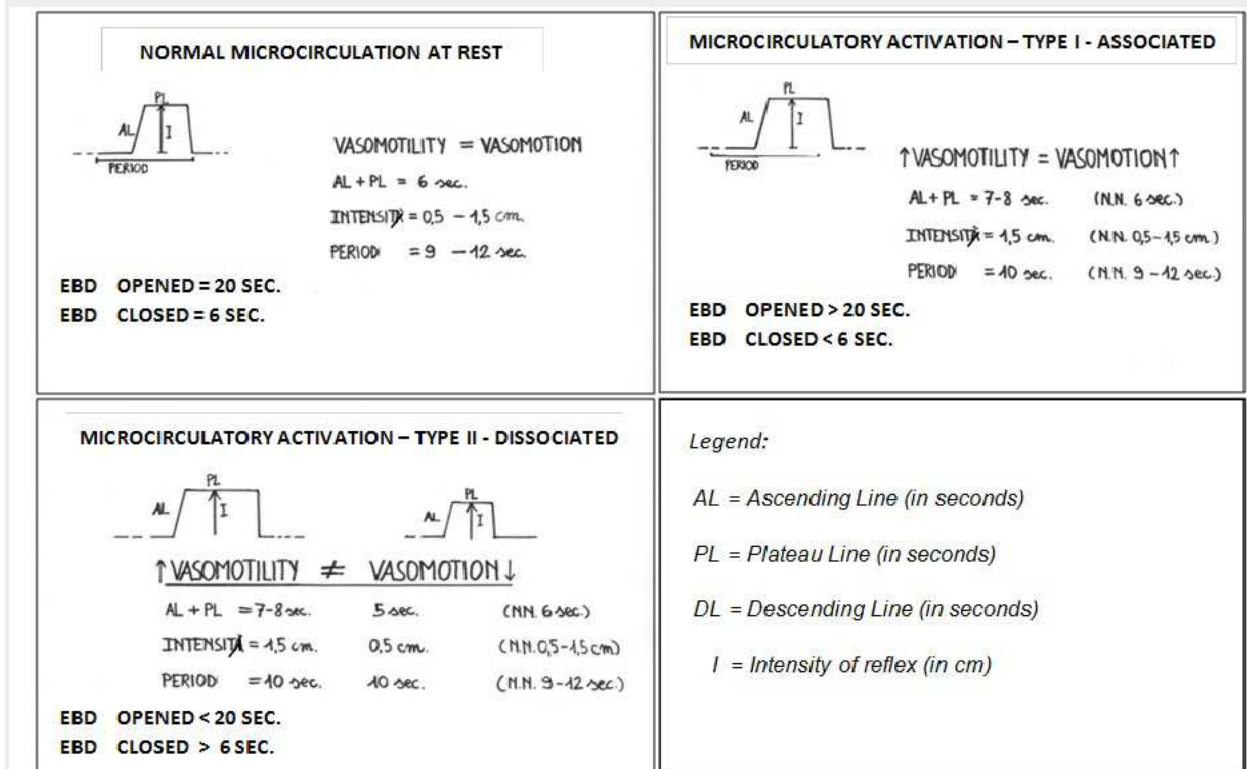 NORMAL MICROCIRCULATION AT REST
PL
AL
I
PERIOD
VASOMOTILITY = VASOMOTION
AL + PL = 6 sec.
INTENSITY = 0,5 - 1,5 cm.
PERIOD = 9 - 12 sec.
EBD OPENED = 20 SEC.
EBD CLOSED = 6 SEC.
MICROCIRCULATORY ACTIVATION – TYPE I - ASSOCIATED
PL
AL
I
PERIOD
↑VASOMOTILITY = VASOMOTION↑
AL + PL = 7-8 sec. (N.N. 6 sec.)
INTENSITY = 1,5 cm. (N.N. 0,5-1,5 cm)
PERIOD = 10 sec. (N.N. 9-12 sec.)
EBD OPENED > 20 SEC.
EBD CLOSED < 6 SEC.
MICROCIRCULATORY ACTIVATION – TYPE II - DISSOCIATED
PL PL
AL I AL I
↑VASOMOTILITY ≠ VASOMOTION↓
AL + PL = 7-8 sec. 5 sec. (NN. 6 sec.)
INTENSITÀ = 1,5 cm. 0,5 cm. (N.N. 0,5-1,5 cm)
PERIOD = 10 sec. 10 sec. (N.N. 9-12 sec.)
EBD OPENED < 20 SEC.
EBD CLOSED > 6 SEC.
Legend:
AL = Ascending Line (in seconds)
PL = Plateau Line (in seconds)
DL = Descending Line (in seconds)
I = Intensity of reflex (in cm)